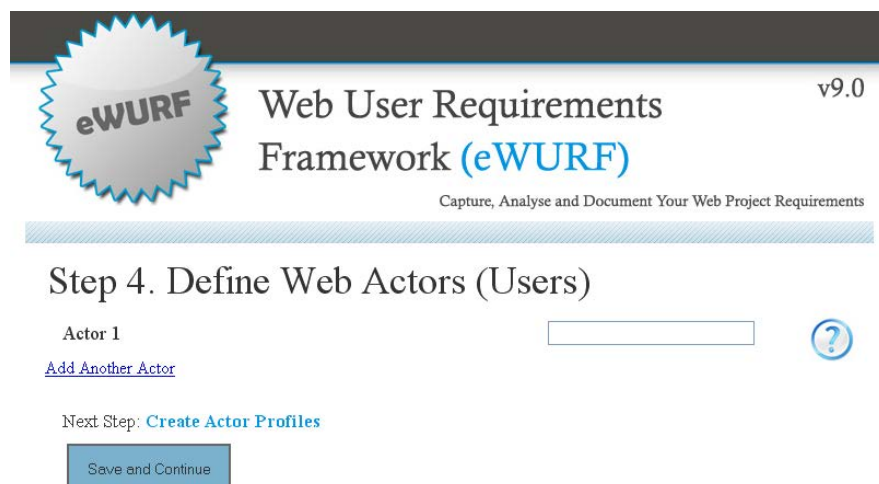 eWURF
Web User Requirements
Framework (eWURF)
v9.0
Capture, Analyse and Document Your Web Project Requirements
Step 4. Define Web Actors (Users)
Actor 1
?
Add Another Actor
Next Step: Create Actor Profiles
Save and Continue